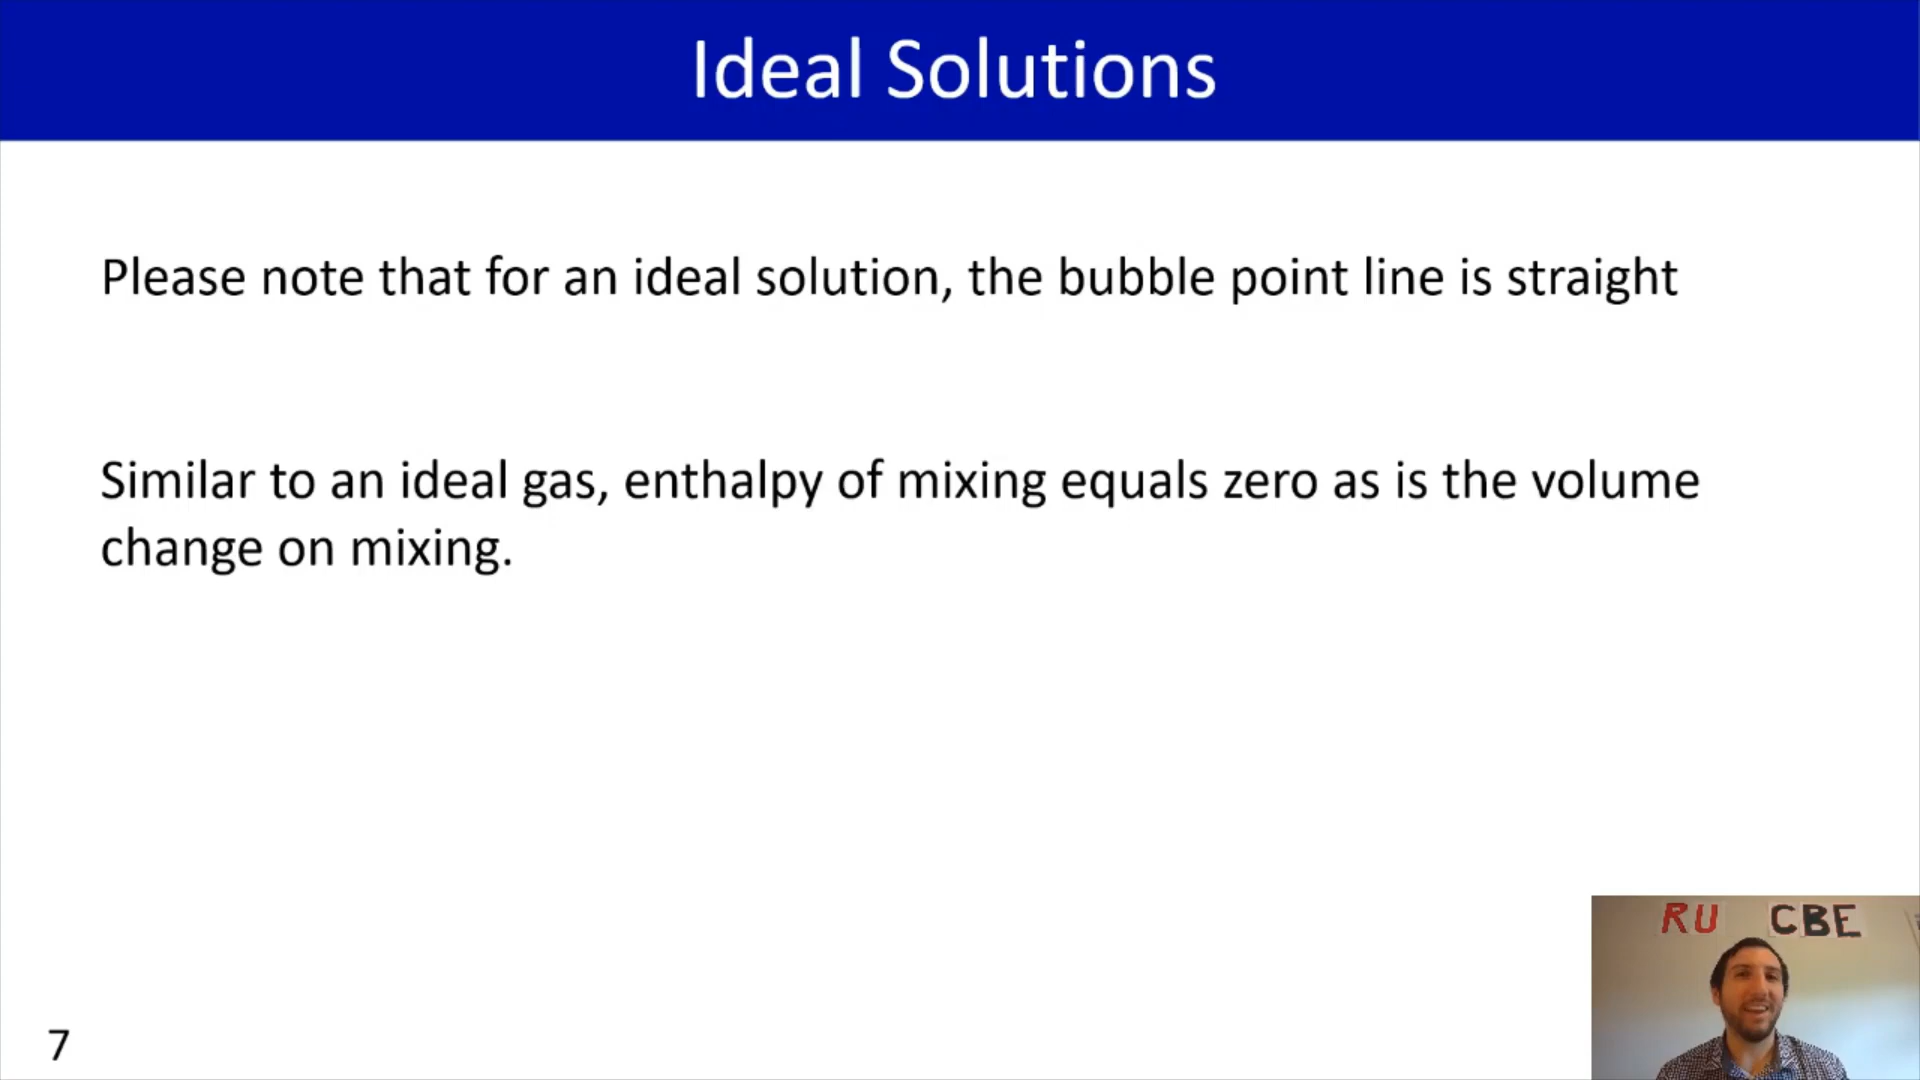 Ideal Solutions
Please note that for an ideal solution, the bubble point line is straight
Similar to an ideal gas, enthalpy of mixing equals zero as is the volume
change on mixing.
RU CBE
7